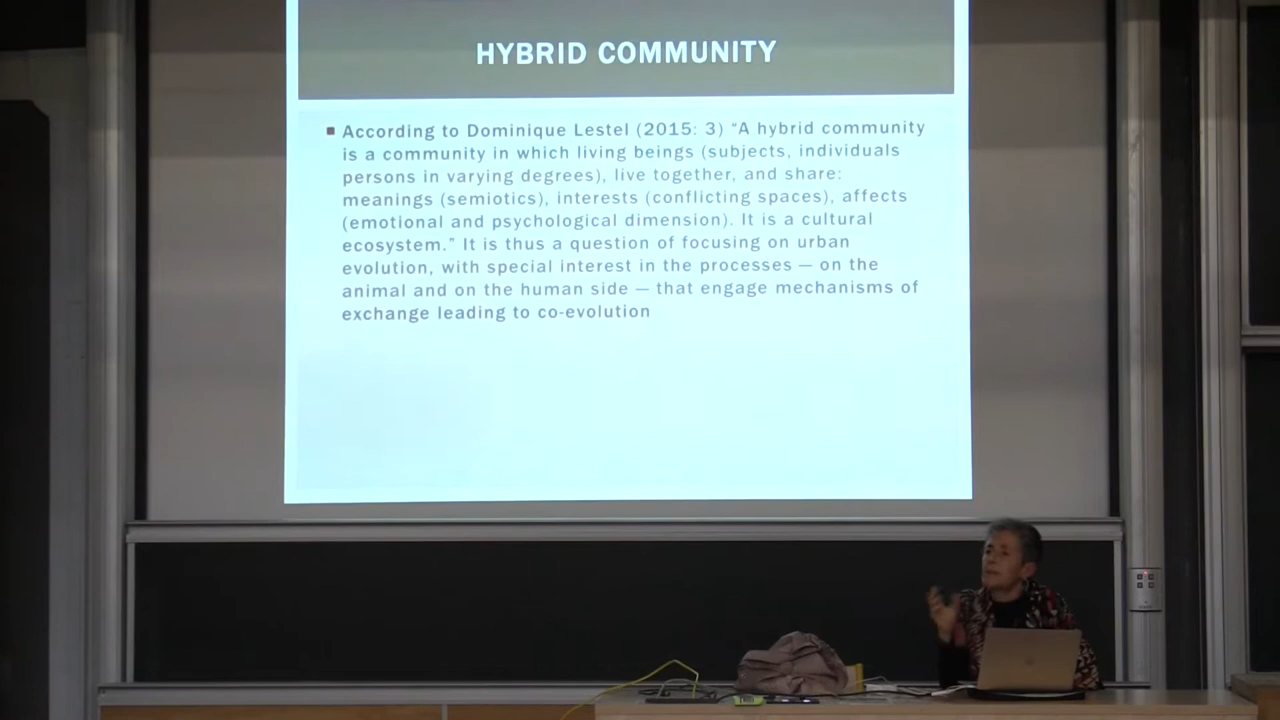 HYBRID COMMUNITY
▪ According to Dominique Lestel (2015: 3) “A hybrid community
is a community in which living beings (subjects, individuals
persons in varying degrees), live together, and share:
meanings (semiotics), interests (conflicting spaces), affects
(emotional and psychological dimension). It is a cultural
ecosystem.” It is thus a question of focusing on urban
evolution, with special interest in the processes — on the
animal and on the human side — that engage mechanisms of
exchange leading to co-evolution